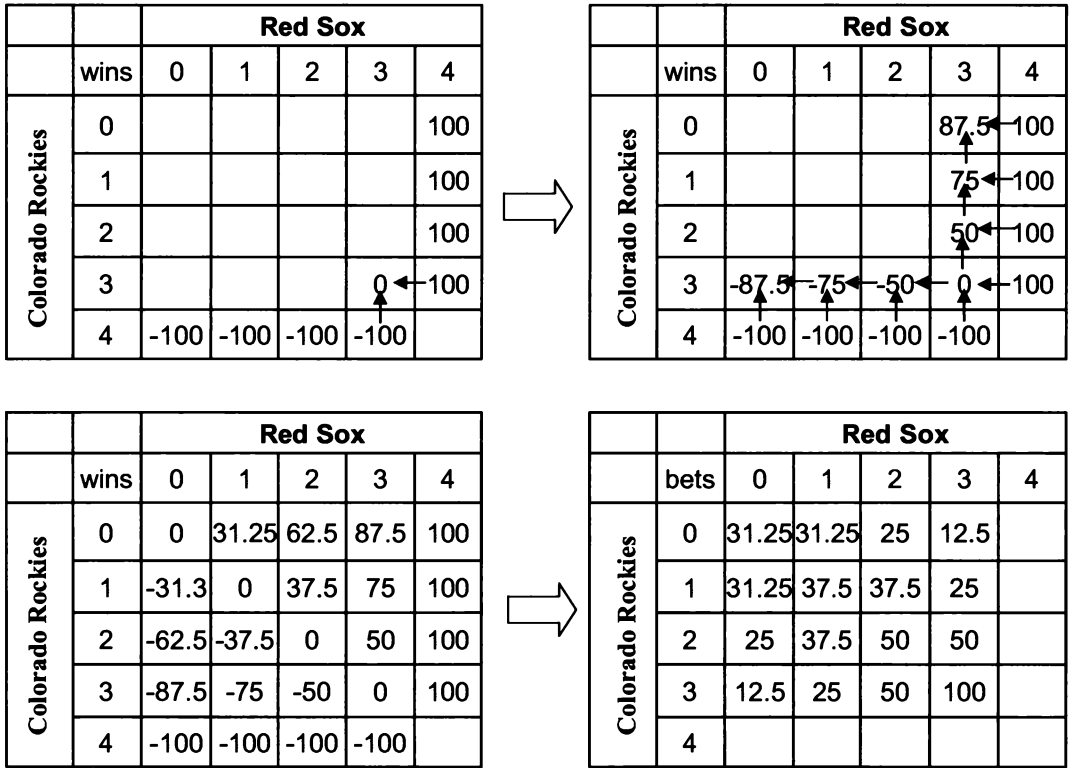 Red Sox
wins 0 1 2 3 4
Colorado Rockies
0 100
1 100
2 100
3 0 100
4 -100 -100 -100 -100
Red Sox
wins 0 1 2 3 4
Colorado Rockies
0 87.5 100
1 75 100
2 50 100
3 -87.5 -75 -50 0 100
4 -100 -100 -100 -100
Red Sox
wins 0 1 2 3 4
Colorado Rockies
0 0 31.25 62.5 87.5 100
1 -31.3 0 37.5 75 100
2 -62.5 -37.5 0 50 100
3 -87.5 -75 -50 0 100
4 -100 -100 -100 -100
Red Sox
bets 0 1 2 3 4
Colorado Rockies
0 31.25 31.25 25 12.5
1 31.25 37.5 37.5 25
2 25 37.5 50 50
3 12.5 25 50 100
4